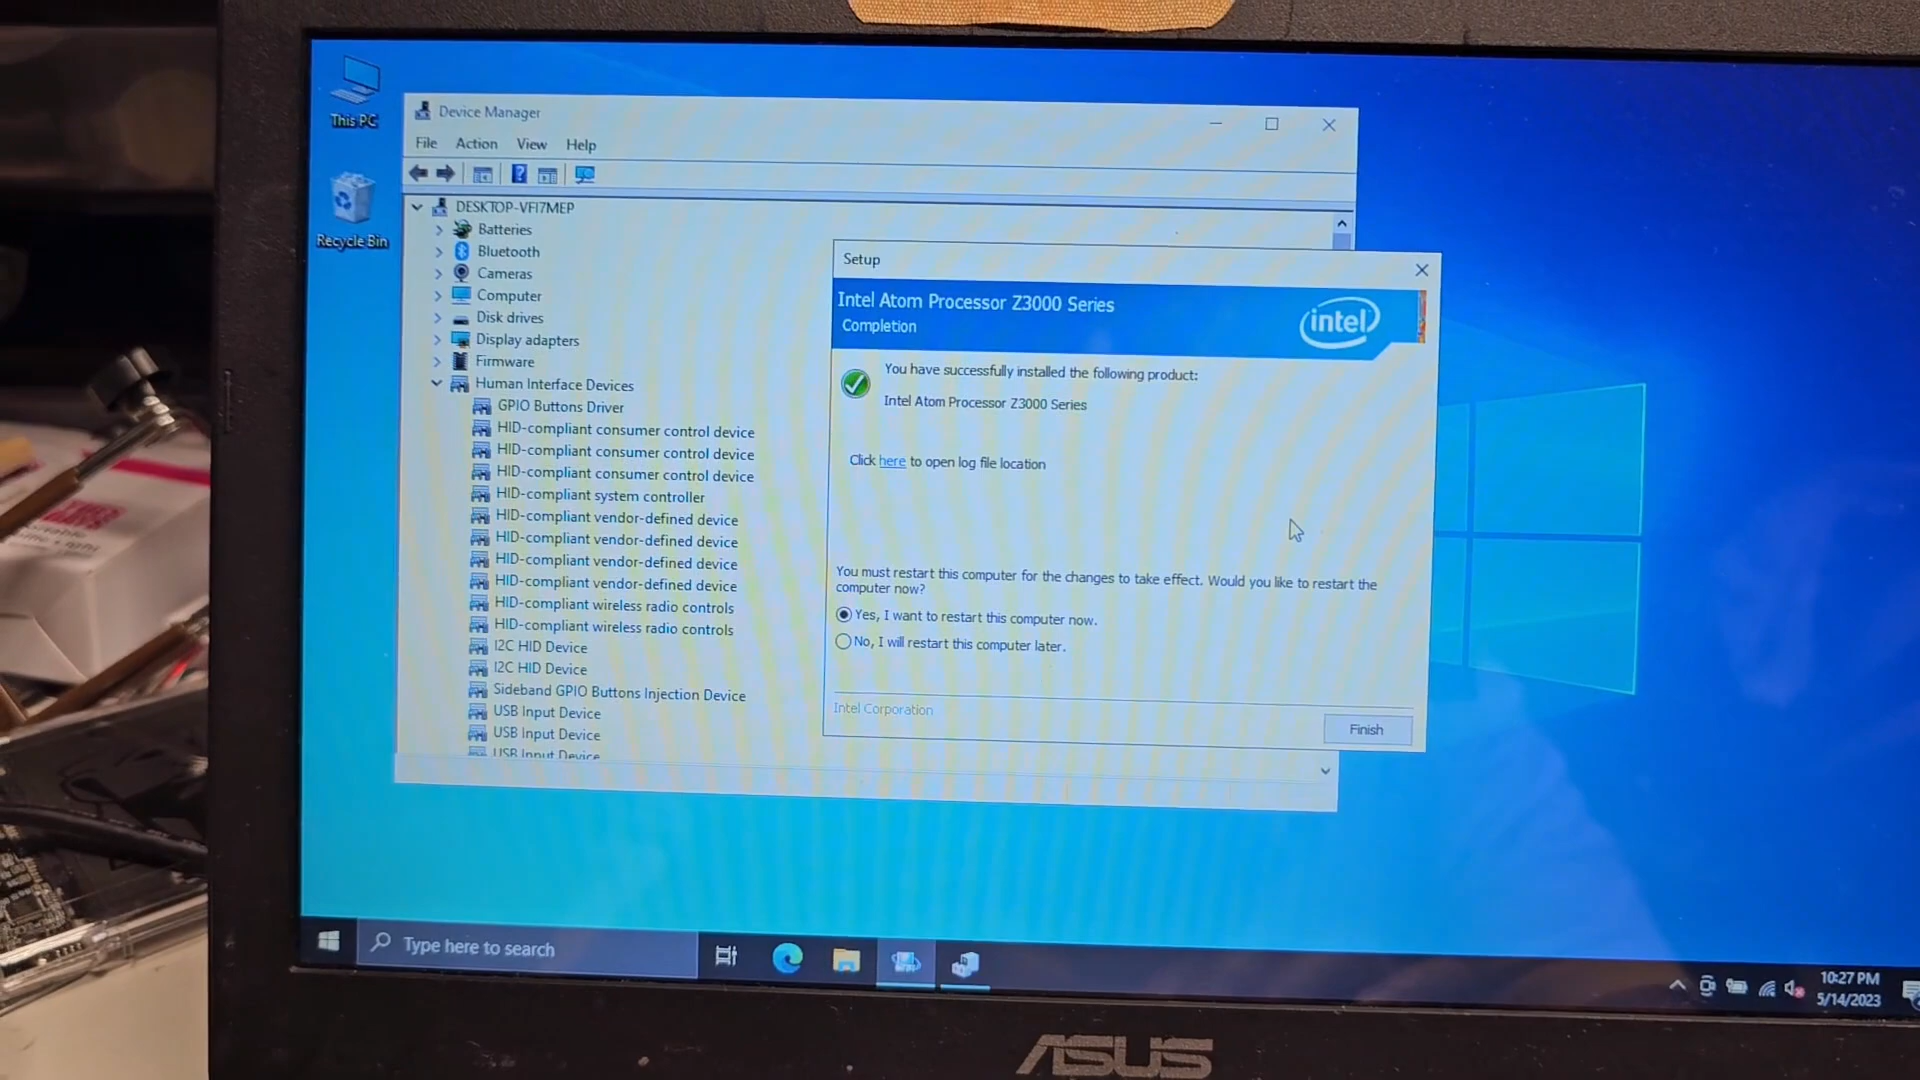 This PC
Recycle Bin
Device Manager
File Action View Help
DESKTOP-VFI7MEP
Batteries
Bluetooth
Cameras
Computer
Disk drives
Display adapters
Firmware
Human Interface Devices
GPIO Buttons Driver
HID-compliant consumer control device
HID-compliant consumer control device
HID-compliant consumer control device
HID-compliant system controller
HID-compliant vendor-defined device
HID-compliant vendor-defined device
HID-compliant vendor-defined device
HID-compliant vendor-defined device
HID-compliant wireless radio controls
HID-compliant wireless radio controls
I2C HID Device
I2C HID Device
Sideband GPIO Buttons Injection Device
USB Input Device
USB Input Device
USB Input Device
Setup
Intel Atom Processor Z3000 Series
Completion
intel
You have successfully installed the following product:
Intel Atom Processor Z3000 Series
Click here to open log file location
You must restart this computer for the changes to take effect. Would you like to restart the
computer now?
Yes, I want to restart this computer now.
No, I will restart this computer later.
Intel Corporation
Finish
Type here to search
10:27 PM
5/14/2023
ASUS